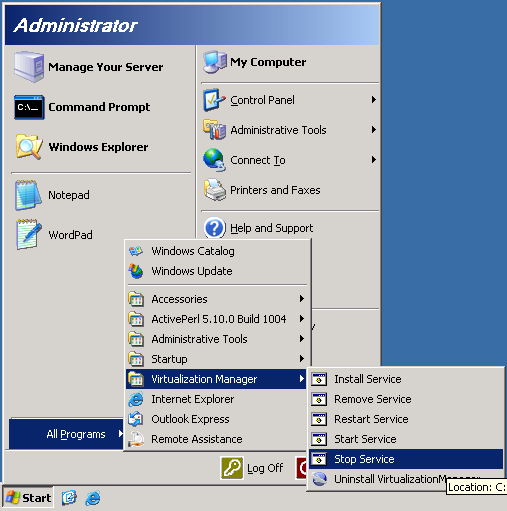 Administrator
Manage Your Server
My Computer
Command Prompt
Control Panel
Administrative Tools
Windows Explorer
Connect To
Notepad
Printers and Faxes
WordPad
Help and Support
Windows Catalog
Windows Update
Accessories
ActivePerl 5.10.0 Build 1004
Administrative Tools
Startup
Virtualization Manager
Internet Explorer
Outlook Express
Remote Assistance
Install Service
Remove Service
Restart Service
Start Service
Stop Service
Uninstall VirtualizationManager
Location: C:
All Programs
Log Off
Start